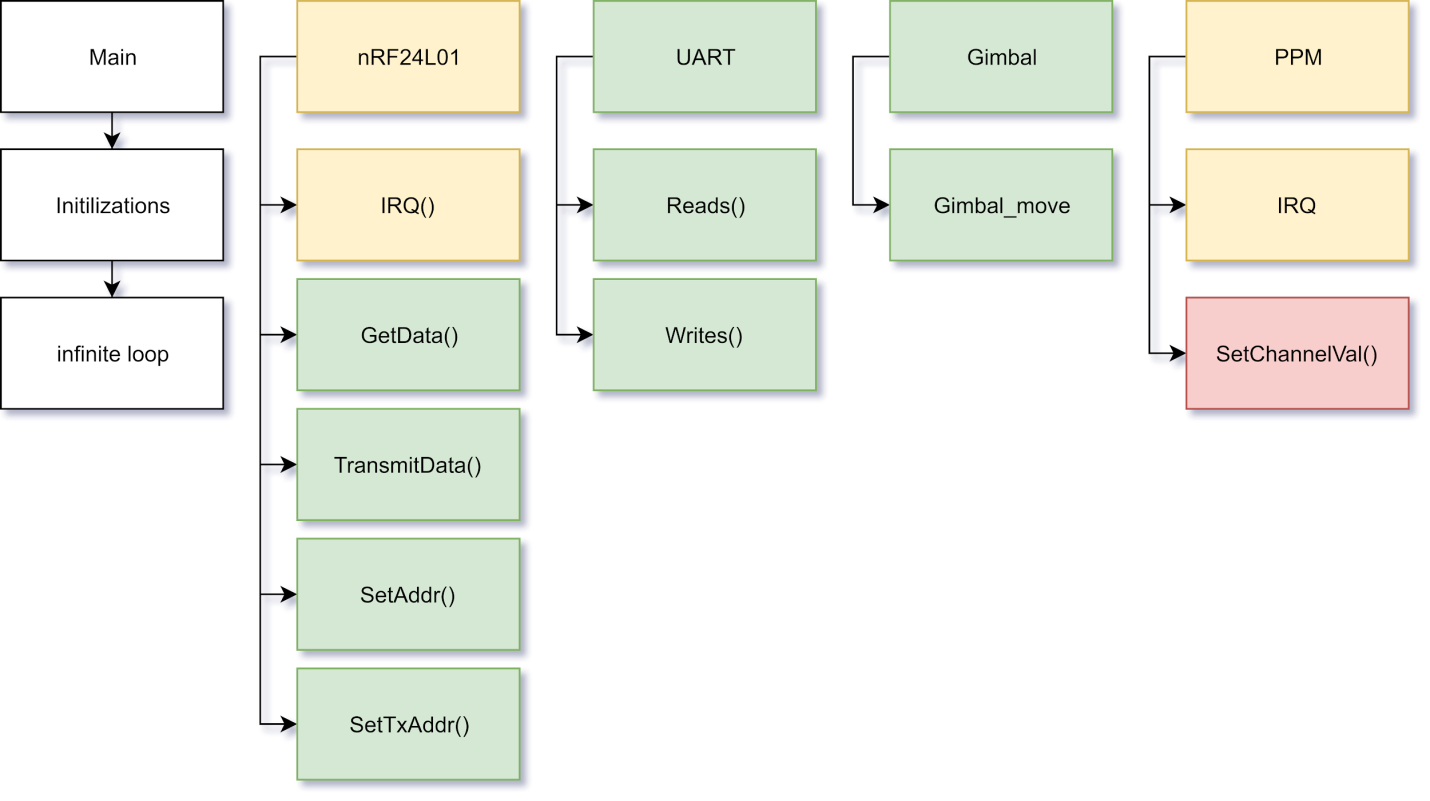 Main
Initilizations
infinite loop
nRF24L01
IRQ()
GetData()
TransmitData()
SetAddr()
SetTxAddr()
UART
Reads()
Writes()
Gimbal
Gimbal_move
PPM
IRQ
SetChannelVal()